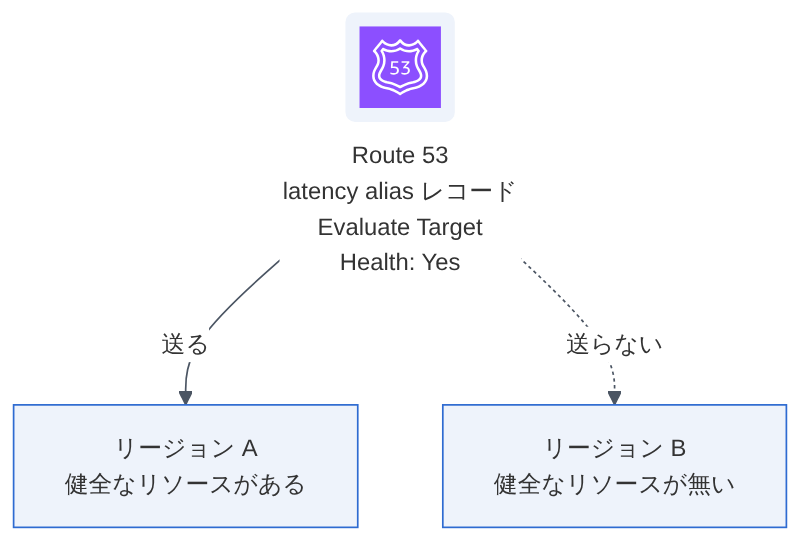 53
Route 53
latency alias レコード
Evaluate Target
Health: Yes
送る
送らない
リージョン A
健全なリソースがある
リージョン B
健全なリソースが無い